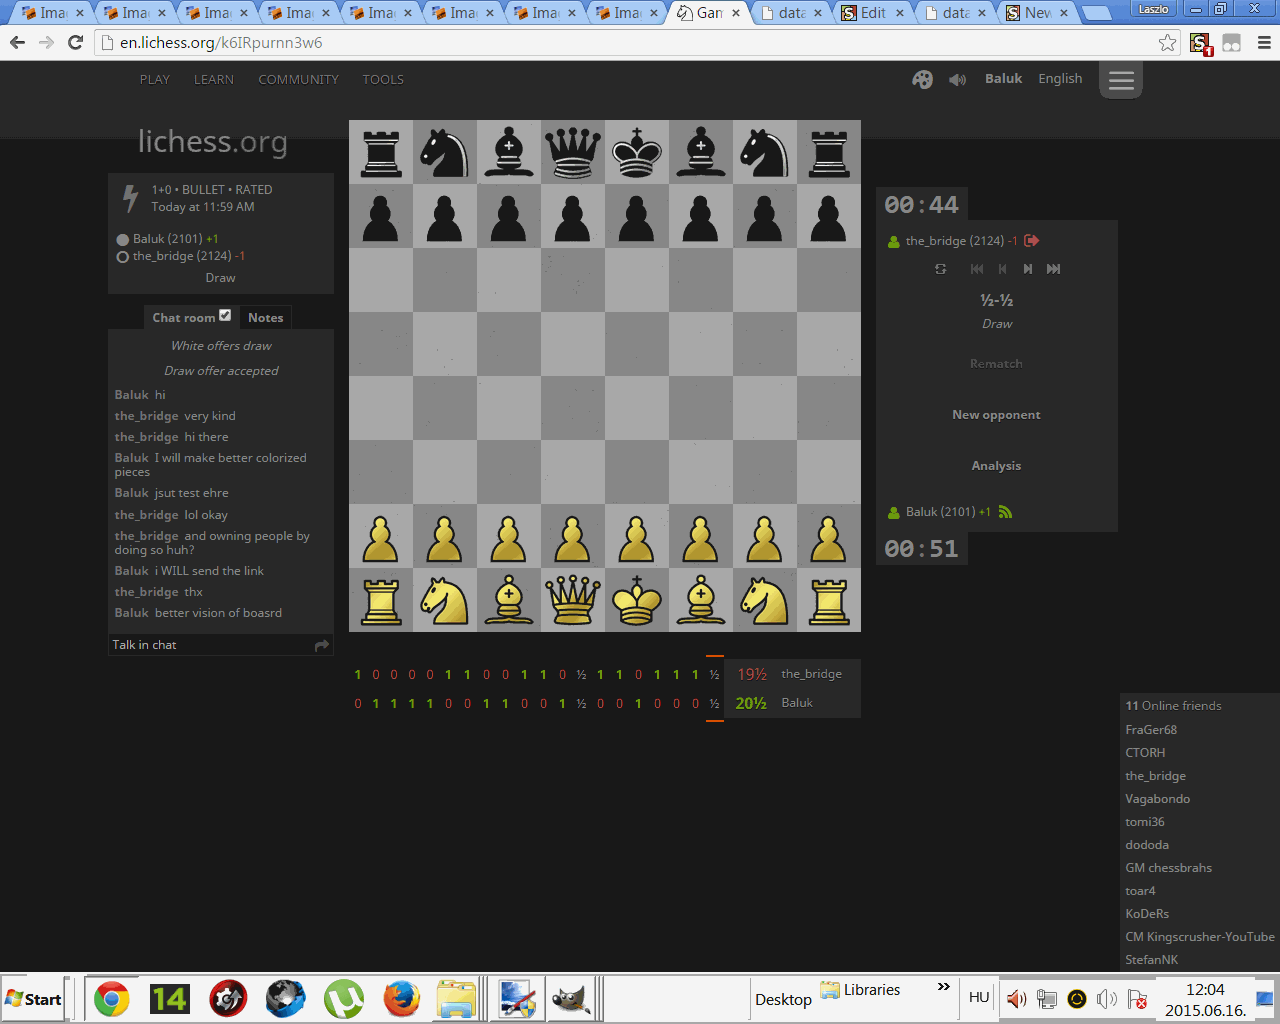 Imag
Imag
Imag
Imag
Imag
Imag
Imag
Imag
Gam
data
Edit
data
New
Laszlo
en.lichess.org/k6IRpurnn3w6
1
PLAY LEARN COMMUNITY TOOLS
Baluk English
lichess.org
1+0 • BULLET • RATED
Today at 11:59 AM
Baluk (2101) +1
the_bridge (2124) -1
Draw
Chat room Notes
White offers draw
Draw offer accepted
Baluk hi
the_bridge very kind
the_bridge hi there
Baluk I will make better colorized
pieces
Baluk jsut test ehre
the_bridge lol okay
the_bridge and owning people by
doing so huh?
Baluk i WILL send the link
the_bridge thx
Baluk better vision of boasrd
Talk in chat
00:44
the_bridge (2124) -1
½-½
Draw
Rematch
New opponent
Analysis
Baluk (2101) +1
00:51
1 0 0 0 0 1 1 0 0 1 1 0 ½ 1 1 0 1 1 1 ½ 19½ the_bridge
0 1 1 1 1 0 0 1 1 0 0 1 ½ 0 0 1 0 0 0 ½ 20½ Baluk
11 Online friends
FraGer68
CTORH
the_bridge
Vagabondo
tomi36
dododa
GM chessbrahs
toar4
KoDeRs
CM Kingscrusher-YouTube
StefanNK
Start
14
Desktop
Libraries
»
HU
12:04
2015.06.16.